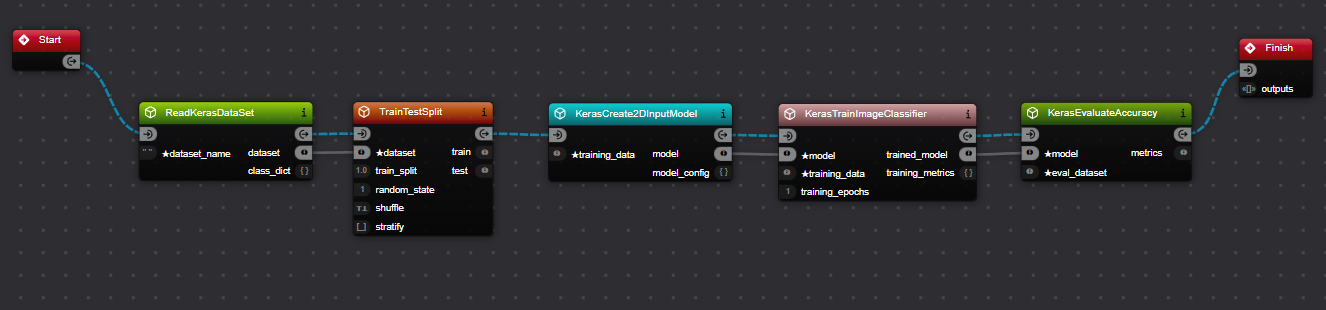 Start
ReadKerasDataSet i
★dataset_name dataset
class_dict { }
TrainTestSplit i
★dataset train
1.0 train_split test
1 random_state
shuffle
[ ] stratify
KerasCreate2DInputModel i
★training_data model
model_config { }
KerasTrainImageClassifier i
★model trained_model
★training_data training_metrics { }
1 training_epochs
KerasEvaluateAccuracy i
★model metrics
★eval_dataset
Finish
outputs